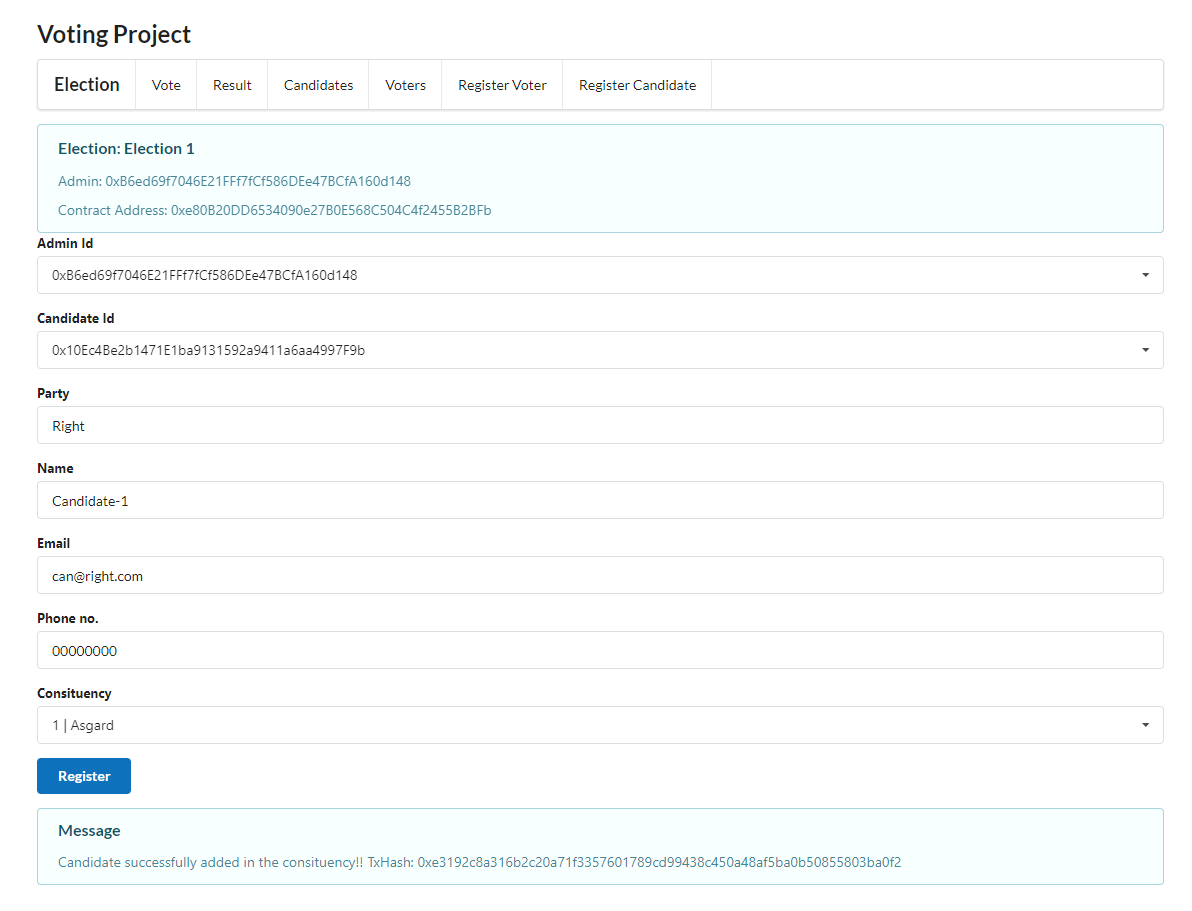 Voting Project
Election Vote Result Candidates Voters Register Voter Register Candidate
Election: Election 1
Admin: 0xB6ed69f7046E21FFf7fCf586DEe47BCfA160d148
Contract Address: 0xe80B20DD6534090e27B0E568C504C4f2455B2BFb
Admin Id
0xB6ed69f7046E21FFf7fCf586DEe47BCfA160d148
Candidate Id
0x10Ec4Be2b1471E1ba9131592a9411a6aa4997F9b
Party
Right
Name
Candidate-1
Email
can@right.com
Phone no.
00000000
Consituency
1 | Asgard
Register
Message
Candidate successfully added in the consituency!! TxHash: 0xe3192c8a316b2c20a71f3357601789cd99438c450a48af5ba0b50855803ba0f2